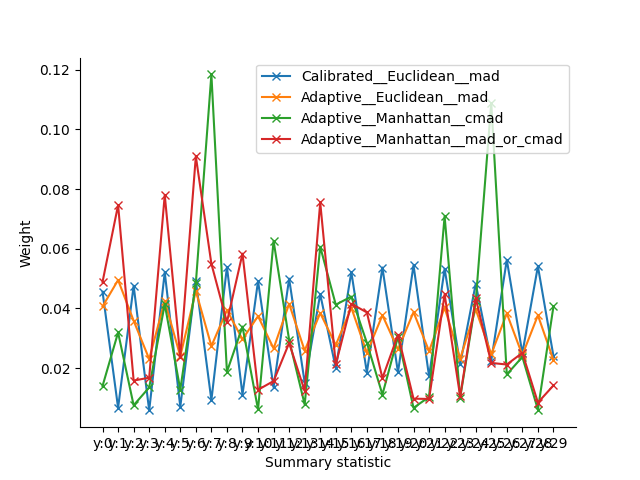 0.12
0.10
0.08
0.06
0.04
0.02
Weight
Calibrated__Euclidean__mad
Adaptive__Euclidean__mad
Adaptive__Manhattan__cmad
Adaptive__Manhattan__mad_or_cmad
y:0 y:1 y:2 y:3 y:4 y:5 y:6 y:7 y:8 y:9 y:10 y:11 y:12 y:13 y:14 y:15 y:16 y:17 y:18 y:19 y:20 y:21 y:22 y:23 y:24 y:25 y:26 y:27 y:28 y:29
Summary statistic